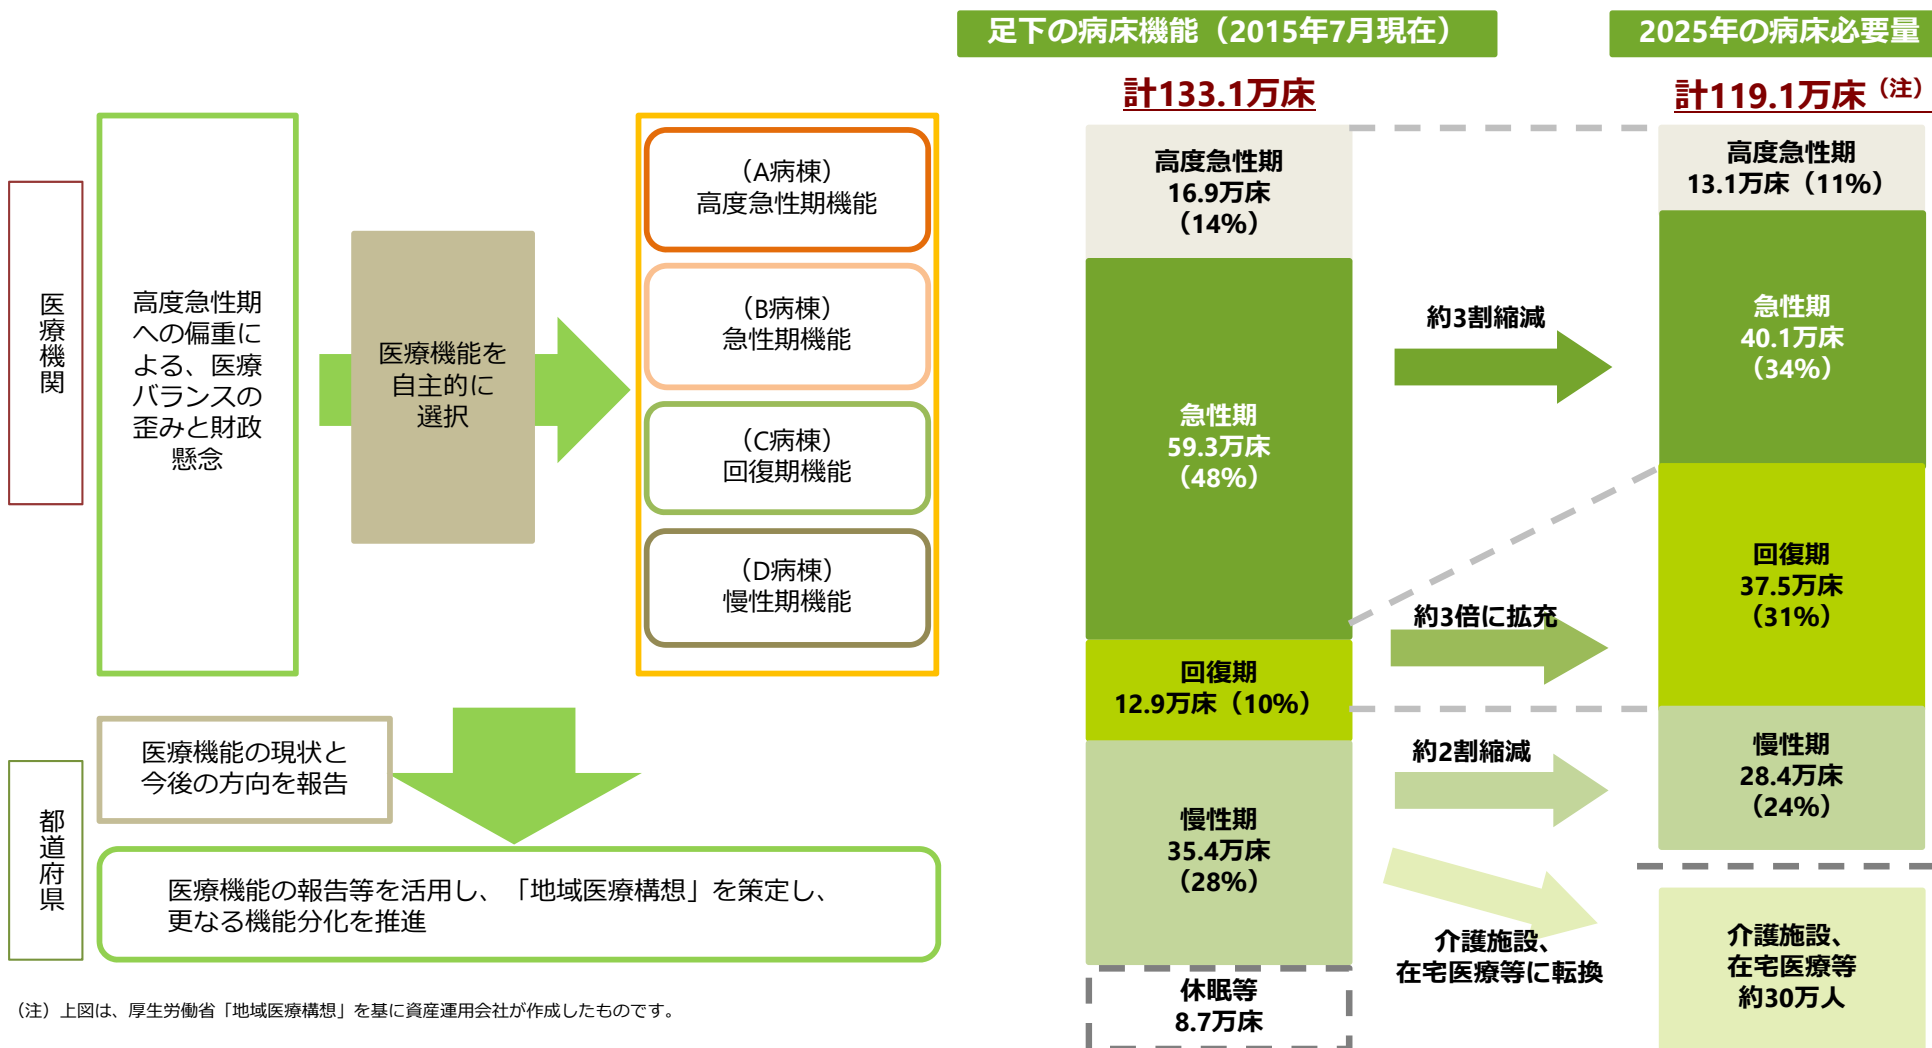 足下の病床機能（2015年7月現在）
2025年の病床必要量
計133.1万床
計119.1万床（注）
医療機関
高度急性期
への偏重に
よる、医療
バランスの
歪みと財政
懸念
医療機能を
自主的に
選択
（A病棟）
高度急性期機能
（B病棟）
急性期機能
（C病棟）
回復期機能
（D病棟）
慢性期機能
都道府県
医療機能の現状と
今後の方向を報告
医療機能の報告等を活用し、「地域医療構想」を策定し、
更なる機能分化を推進
高度急性期
16.9万床
（14%）
急性期
59.3万床
（48%）
回復期
12.9万床（10%）
慢性期
35.4万床
（28%）
休眠等
8.7万床
約3割縮減
約3倍に拡充
約2割縮減
介護施設、
在宅医療等に転換
高度急性期
13.1万床（11%）
急性期
40.1万床
（34%）
回復期
37.5万床
（31%）
慢性期
28.4万床
（24%）
介護施設、
在宅医療等
約30万人
（注）上図は、厚生労働省「地域医療構想」を基に資産運用会社が作成したものです。